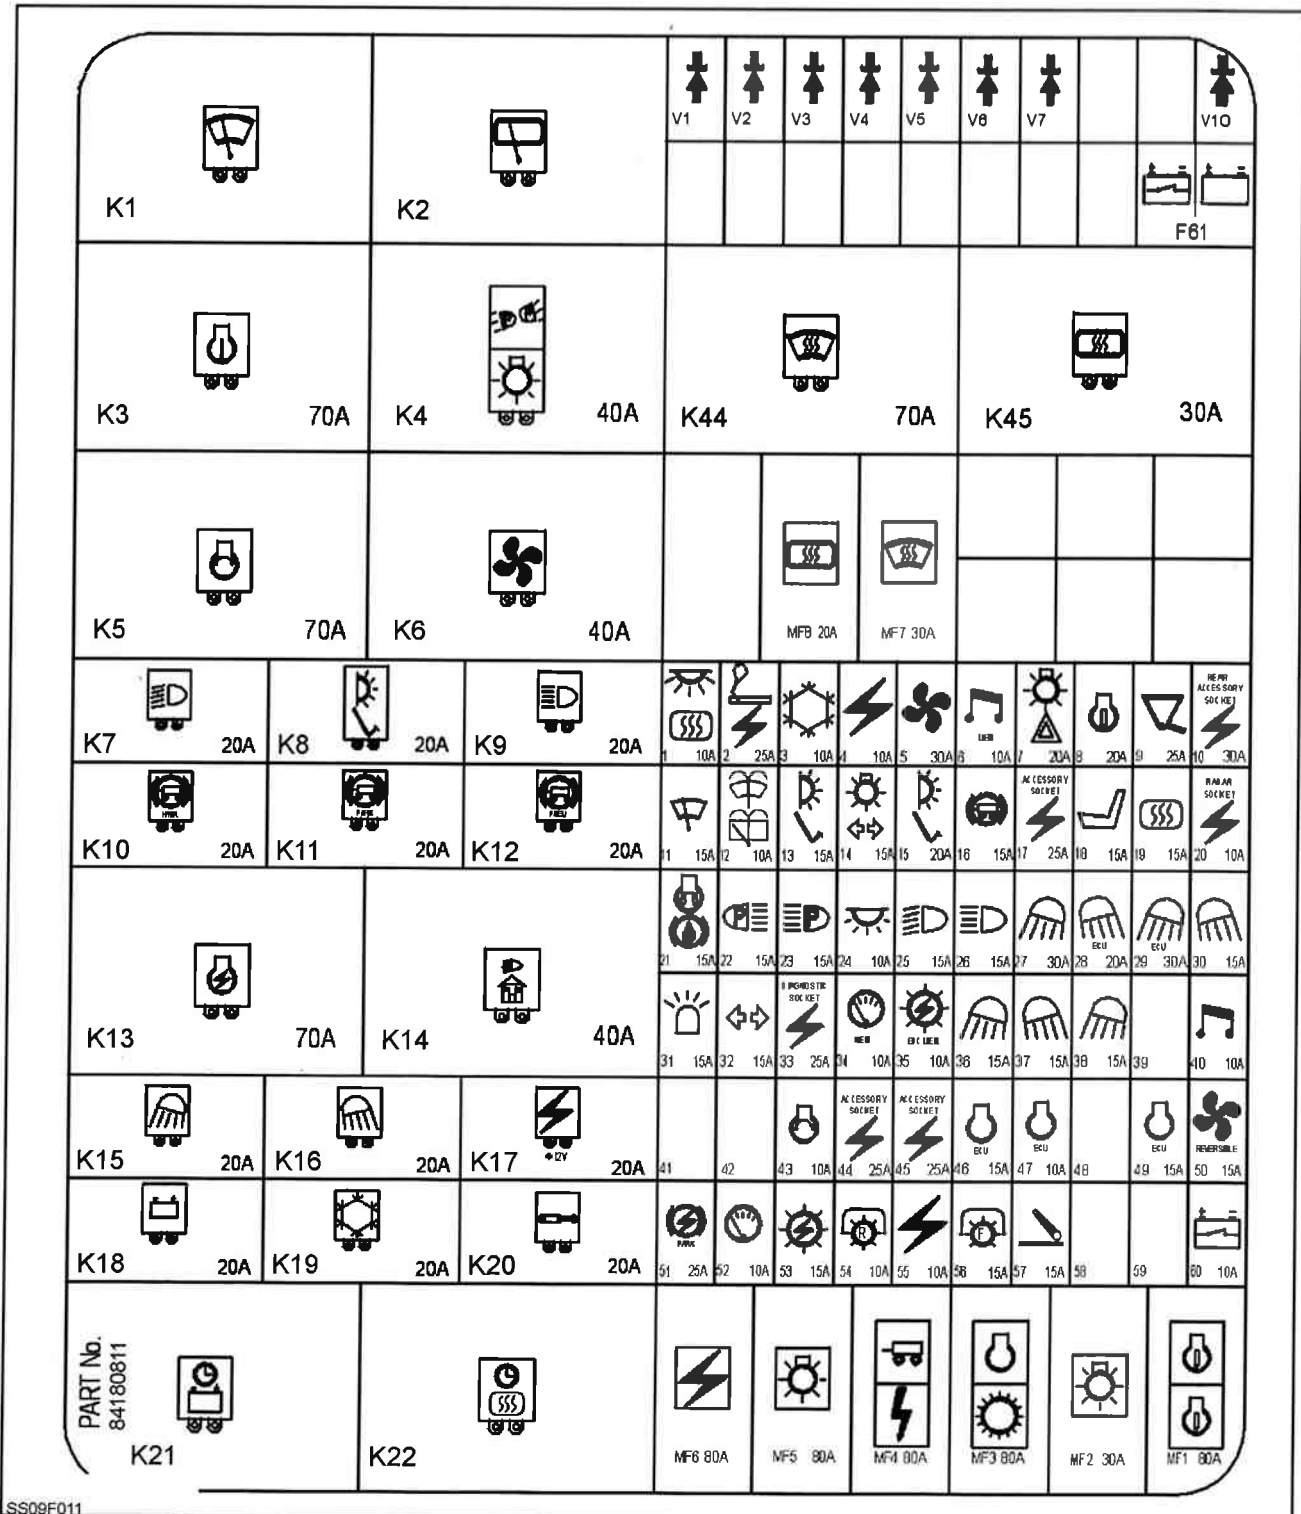 V1 V2 V3 V4 V5 V6 V7 V10
F61
K1 K2
K3 70A K4 40A K44 70A K45 30A
K5 70A K6 40A MF8 20A MF7 30A
K7 20A K8 20A K9 20A
REAR ACCESSORY SOCKET
1 10A 2 25A 3 10A 4 10A 5 30A 6 10A 7 20A 8 20A 9 25A 10 30A
K10 20A K11 20A K12 20A
PARK
ACCESSORY SOCKET
RADAR SOCKET
11 15A 12 10A 13 15A 14 15A 15 20A 16 15A 17 25A 18 15A 19 15A 20 10A
P P
ECU ECU
21 15A 22 15A 23 15A 24 10A 25 15A 26 15A 27 30A 28 20A 29 30A 30 15A
K13 70A K14 40A
DIAGNOSTIC SOCKET
31 15A 32 15A 33 25A 34 10A 35 10A 36 15A 37 15A 38 15A 39 40 10A
K15 20A K16 20A K17 20A
+12V
ACCESSORY SOCKET
ACCESSORY SOCKET
ECU ECU ECU REVERSIBLE
41 42 43 10A 44 25A 45 25A 46 15A 47 10A 48 49 15A 50 15A
K18 20A K19 20A K20 20A
PARK R F
51 25A 52 10A 53 15A 54 10A 55 10A 56 15A 57 15A 58 59 60 10A
PART No.
84180811
K21 K22
MF6 80A MF5 80A MF4 80A MF3 80A MF2 30A MF1 80A
SS09F011